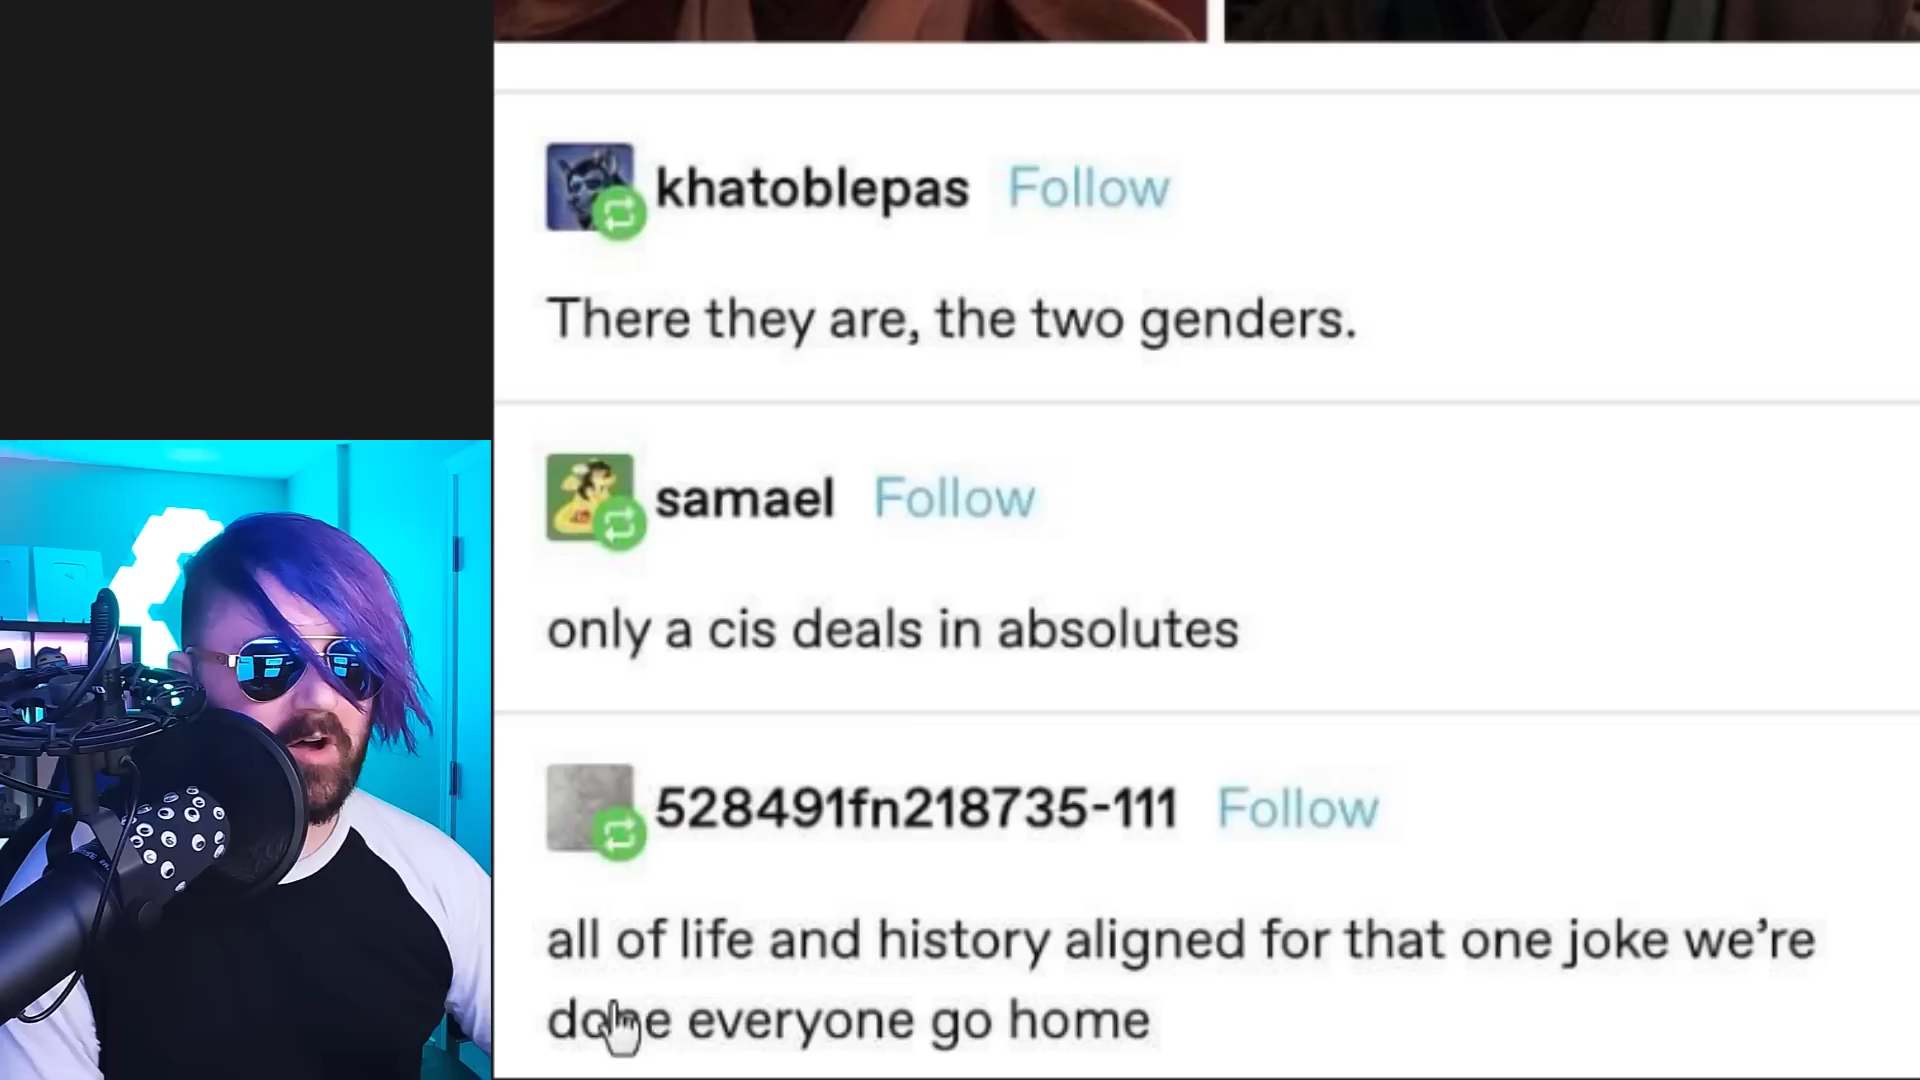 khatoblepas Follow
There they are, the two genders.
samael Follow
only a cis deals in absolutes
528491fn218735-111 Follow
all of life and history aligned for that one joke we're
done everyone go home